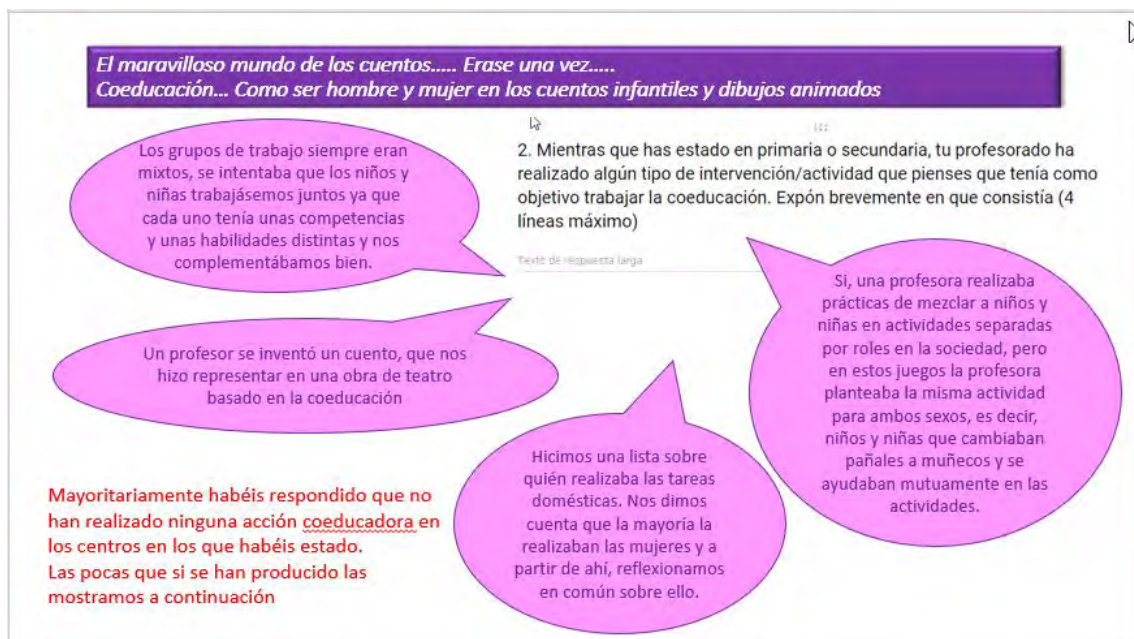 El maravilloso mundo de los cuentos..... Erase una vez.....
Coeducación... Como ser hombre y mujer en los cuentos infantiles y dibujos animados
Los grupos de trabajo siempre eran
mixtos, se intentaba que los niños y
niñas trabajásemos juntos ya que
cada uno tenía unas competencias
y unas habilidades distintas y nos
complementábamos bien.
2. Mientras que has estado en primaria o secundaria, tu profesorado ha
realizado algún tipo de intervención/actividad que pienses que tenía como
objetivo trabajar la coeducación. Expón brevemente en que consistía (4
líneas máximo)
Texto de respuesta larga
Un profesor se inventó un cuento, que nos
hizo representar en una obra de teatro
basado en la coeducación
Si, una profesora realizaba
prácticas de mezclar a niños y
niñas en actividades separadas
por roles en la sociedad, pero
en estos juegos la profesora
planteaba la misma actividad
para ambos sexos, es decir,
niños y niñas que cambiaban
pañales a muñecos y se
ayudaban mutuamente en las
actividades.
Hicimos una lista sobre
quién realizaba las tareas
domésticas. Nos dimos
cuenta que la mayoría la
realizaban las mujeres y a
partir de ahí, reflexionamos
en común sobre ello.
Mayoritariamente habéis respondido que no
han realizado ninguna acción coeducadora en
los centros en los que habéis estado.
Las pocas que si se han producido las
mostramos a continuación